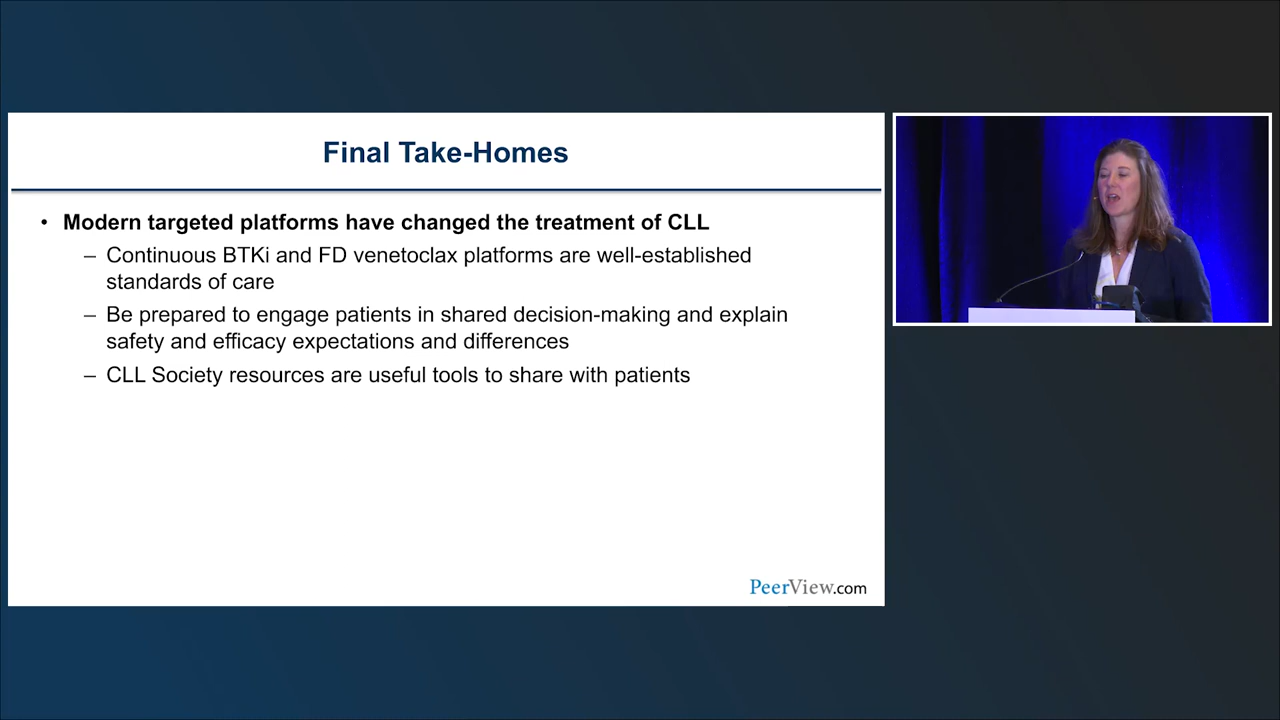 Final Take-Homes
• Modern targeted platforms have changed the treatment of CLL
– Continuous BTKi and FD venetoclax platforms are well-established
standards of care
– Be prepared to engage patients in shared decision-making and explain
safety and efficacy expectations and differences
– CLL Society resources are useful tools to share with patients
PeerView.com